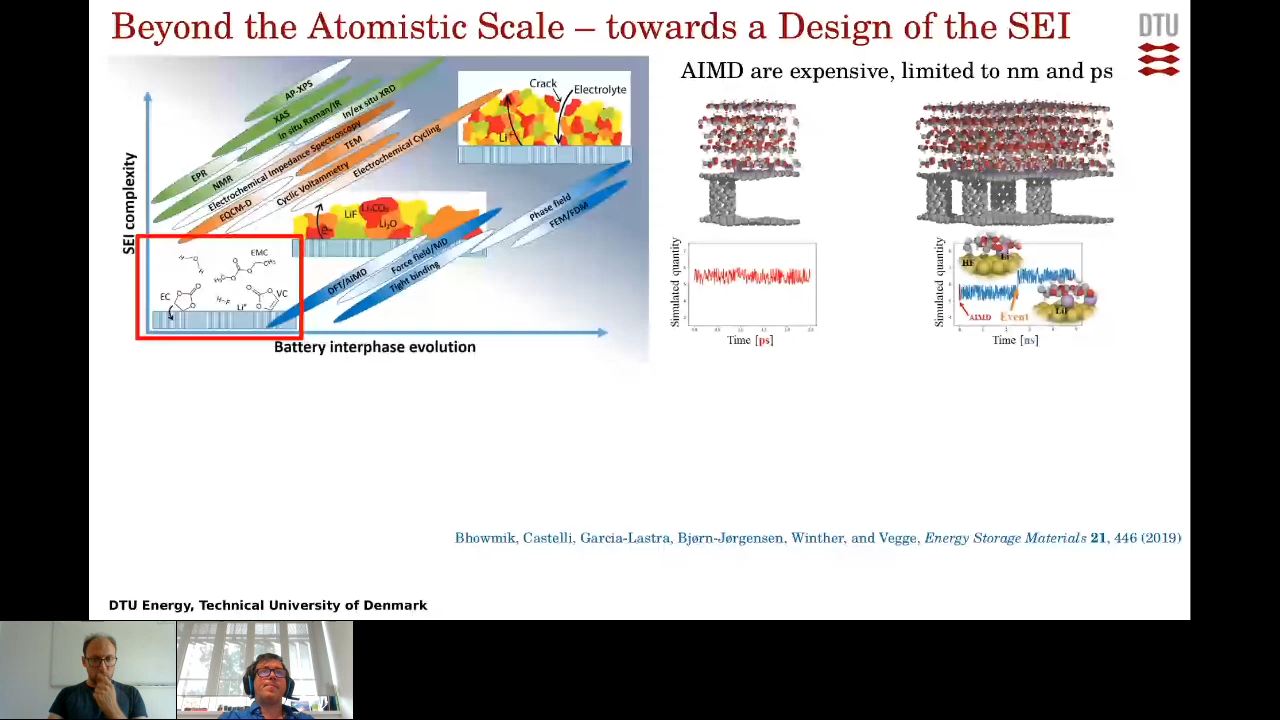 Beyond the Atomistic Scale – towards a Design of the SEI
DTU
AIMD are expensive, limited to nm and ps
SEI complexity
AP-XPS
XAS
In situ Raman/IR
In/ex situ XRD
EPR
NMR
Electrochemical Impedance Spectroscopy
TEM
EQCM-D
Cyclic Voltammetry
Electrochemical Cycling
Crack
Electrolyte
Li⁺
LiF
Li₂CO₃
Li₂O
Phase field
FEM/FDM
DFT/AIMD
Force field/MD
Tight binding
EMC
EC
VC
H-F
Li⁺
Battery interphase evolution
Simulated quantity
Time [ps]
Simulated quantity
AIMD
Event
Time [ns]
Bhowmik, Castelli, Garcia-Lastra, Bjørn-Jørgensen, Winther, and Vegge, Energy Storage Materials 21, 446 (2019)
DTU Energy, Technical University of Denmark